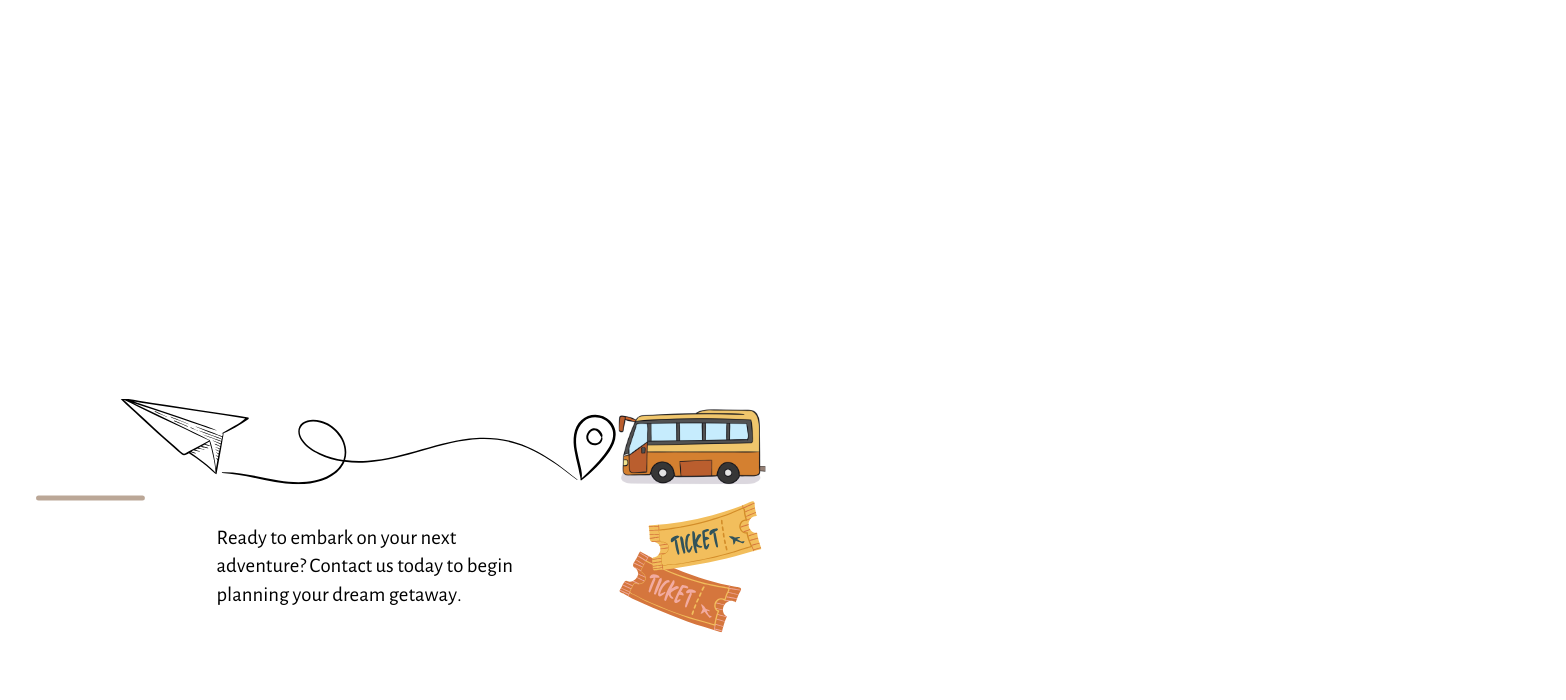 Ready to embark on your next
adventure? Contact us today to begin
planning your dream getaway.
TICKET
TICKET